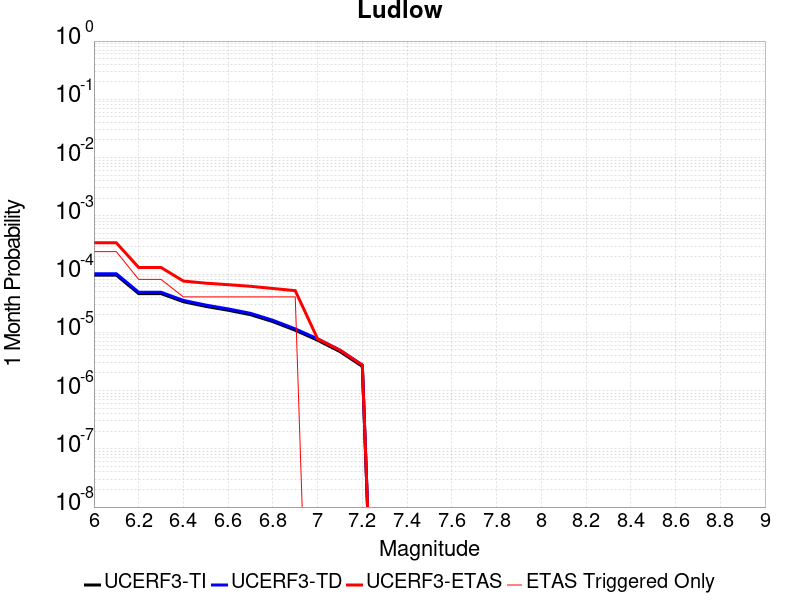 Ludlow
10^0
10^-1
10^-2
10^-3
10^-4
10^-5
10^-6
10^-7
10^-8
1 Month Probability
6 6.2 6.4 6.6 6.8 7 7.2 7.4 7.6 7.8 8 8.2 8.4 8.6 8.8 9
Magnitude
UCERF3-TI UCERF3-TD UCERF3-ETAS ETAS Triggered Only